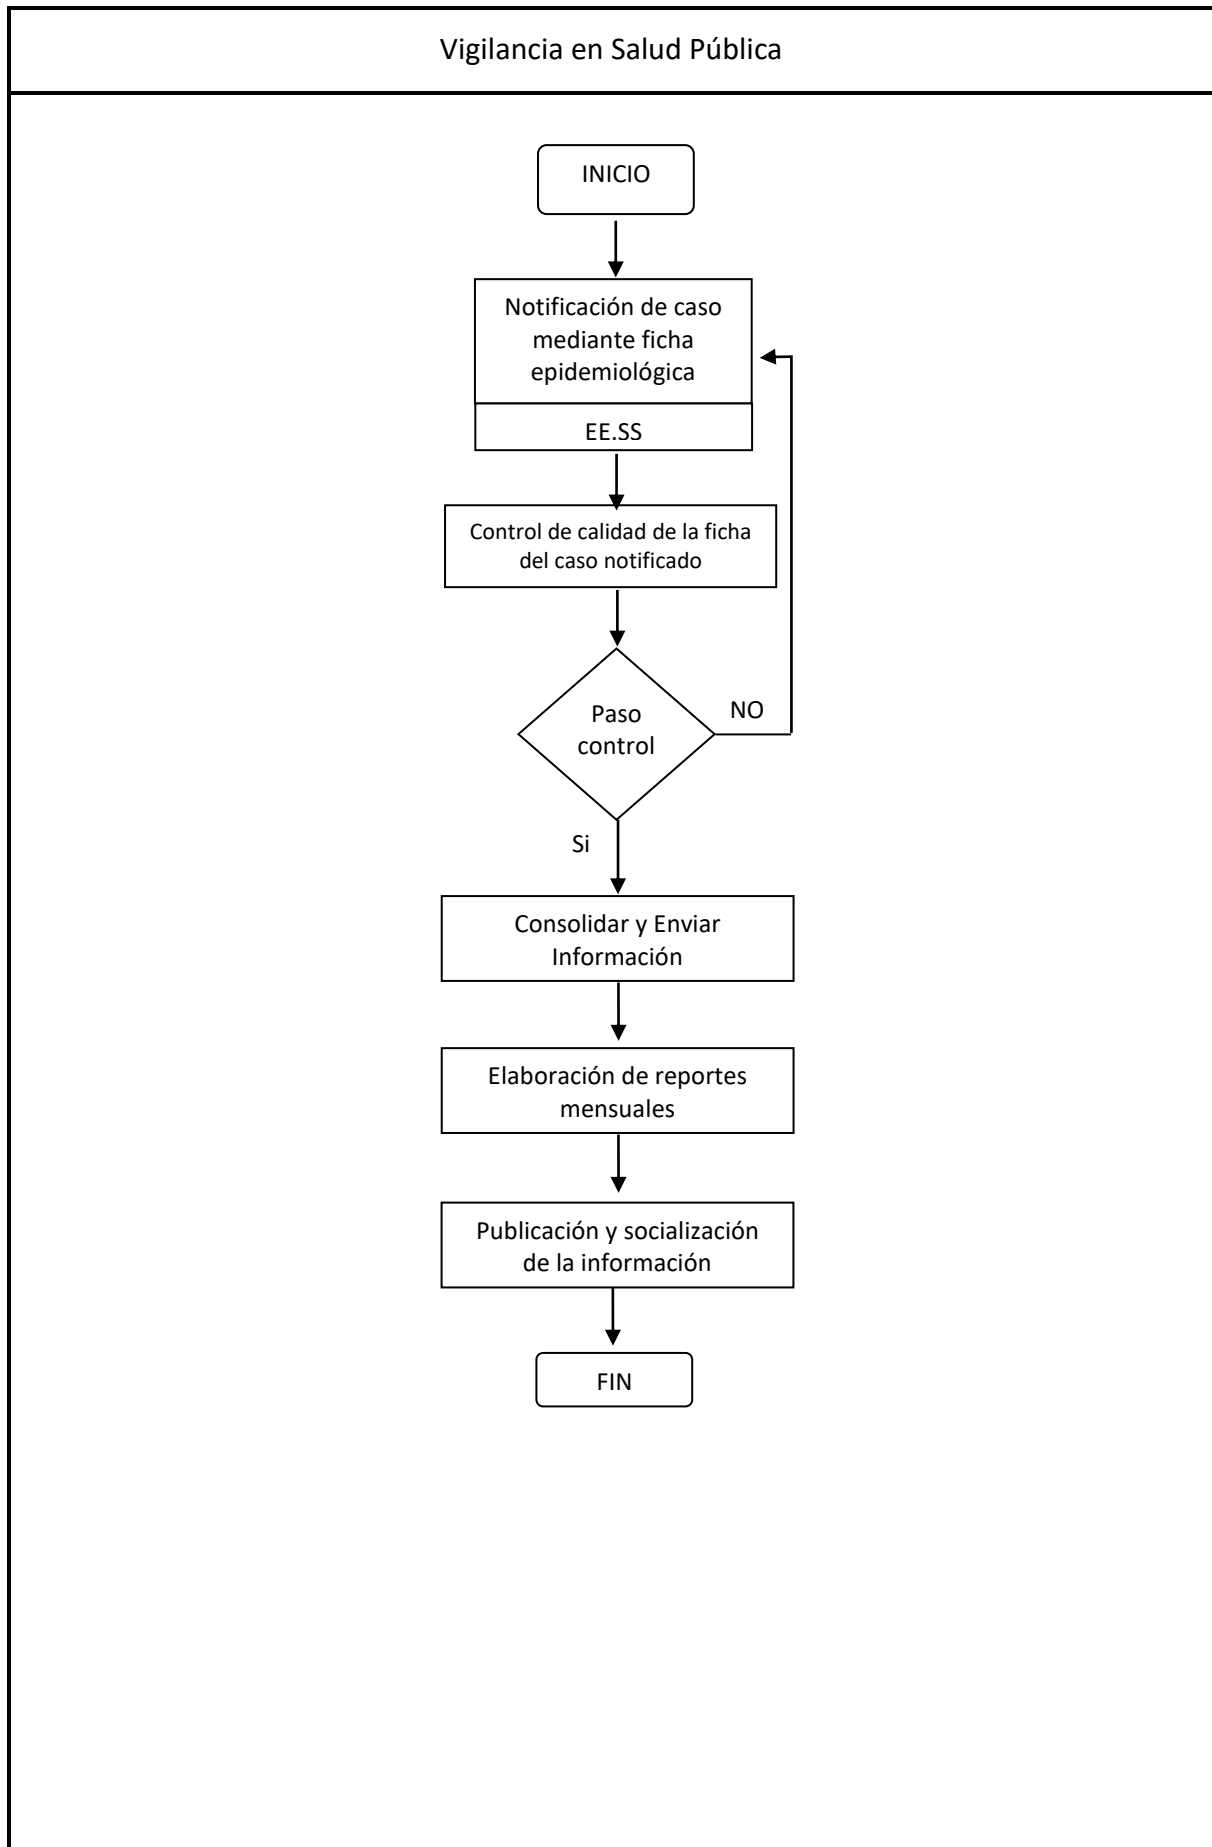 Vigilancia en Salud Pública
INICIO
Notificación de caso
mediante ficha
epidemiológica
EE.SS
Control de calidad de la ficha
del caso notificado
Paso
control
NO
Si
Consolidar y Enviar
Información
Elaboración de reportes
mensuales
Publicación y socialización
de la información
FIN